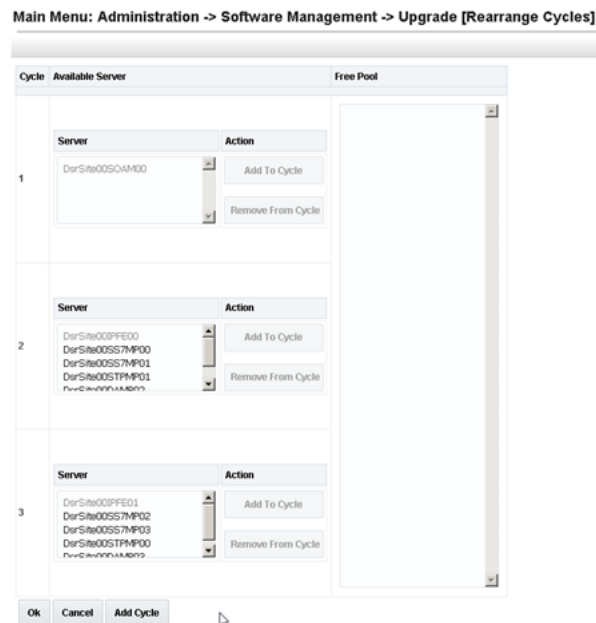 Main Menu: Administration -> Software Management -> Upgrade [Rearrange Cycles]
Cycle Available Server Free Pool
Server Action
1
DsrSite00SOAM00
Add To Cycle
Remove From Cycle
Server Action
2
DsrSite00IPFE00
DsrSite00SS7MP00
DsrSite00SS7MP01
DsrSite00STPMP01
Add To Cycle
Remove From Cycle
Server Action
3
DsrSite00IPFE01
DsrSite00SS7MP02
DsrSite00SS7MP03
DsrSite00STPMP00
Add To Cycle
Remove From Cycle
Ok Cancel Add Cycle